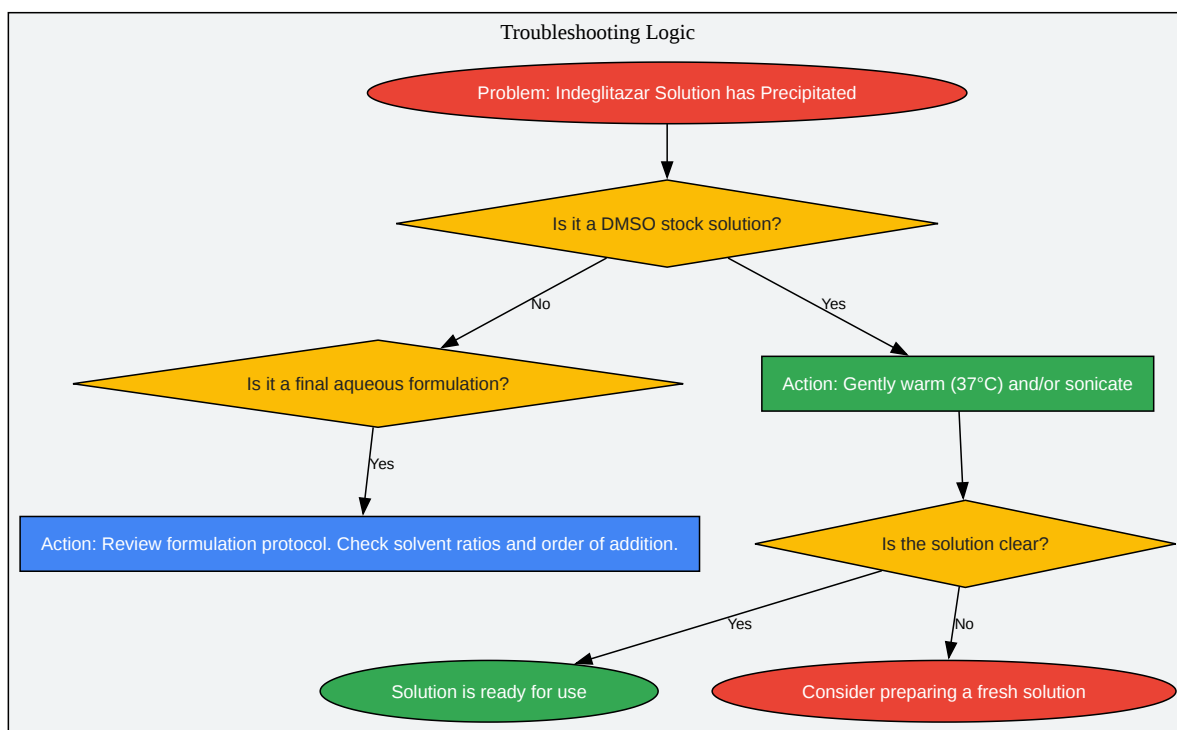 Troubleshooting Logic
Problem: Indeglitazar Solution has Precipitated
Is it a DMSO stock solution?
No
Yes
Is it a final aqueous formulation?
Action: Gently warm (37°C) and/or sonicate
Yes
Action: Review formulation protocol. Check solvent ratios and order of addition.
Is the solution clear?
Yes
No
Solution is ready for use
Consider preparing a fresh solution